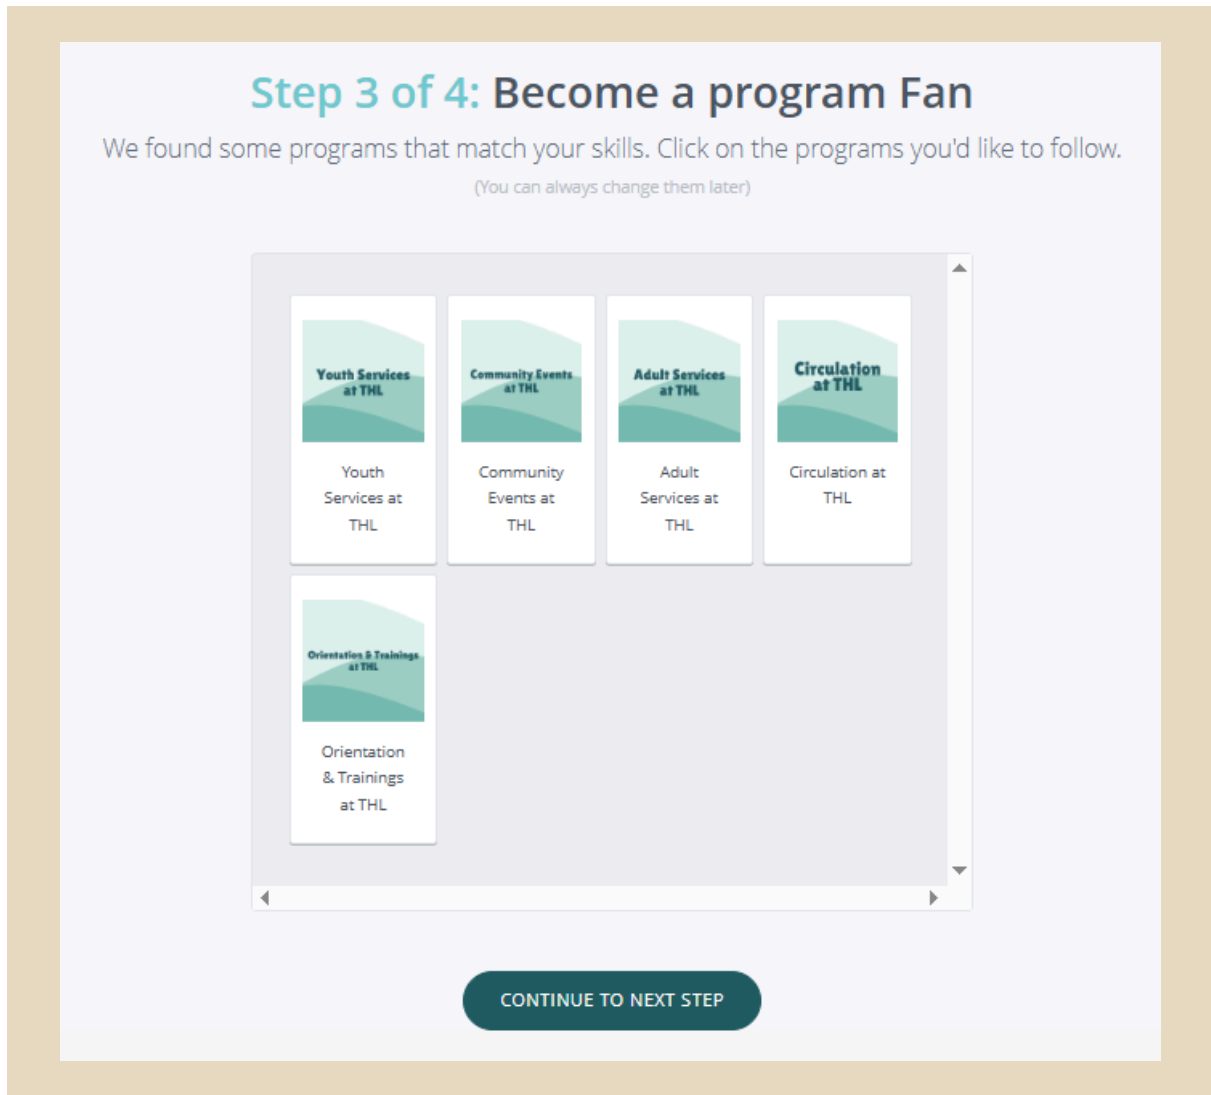 Step 3 of 4: Become a program Fan
We found some programs that match your skills. Click on the programs you'd like to follow.
(You can always change them later)
Youth Services
at THL
Youth
Services at
THL
Community Events
at THL
Community
Events at
THL
Adult Services
at THL
Adult
Services at
THL
Circulation
at THL
Circulation at
THL
Orientation & Trainings
at THL
Orientation
& Trainings
at THL
CONTINUE TO NEXT STEP